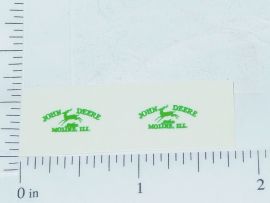 JOHN DEERE
MOLINE, ILL
JOHN DEERE
MOLINE, ILL
0 in 1 2